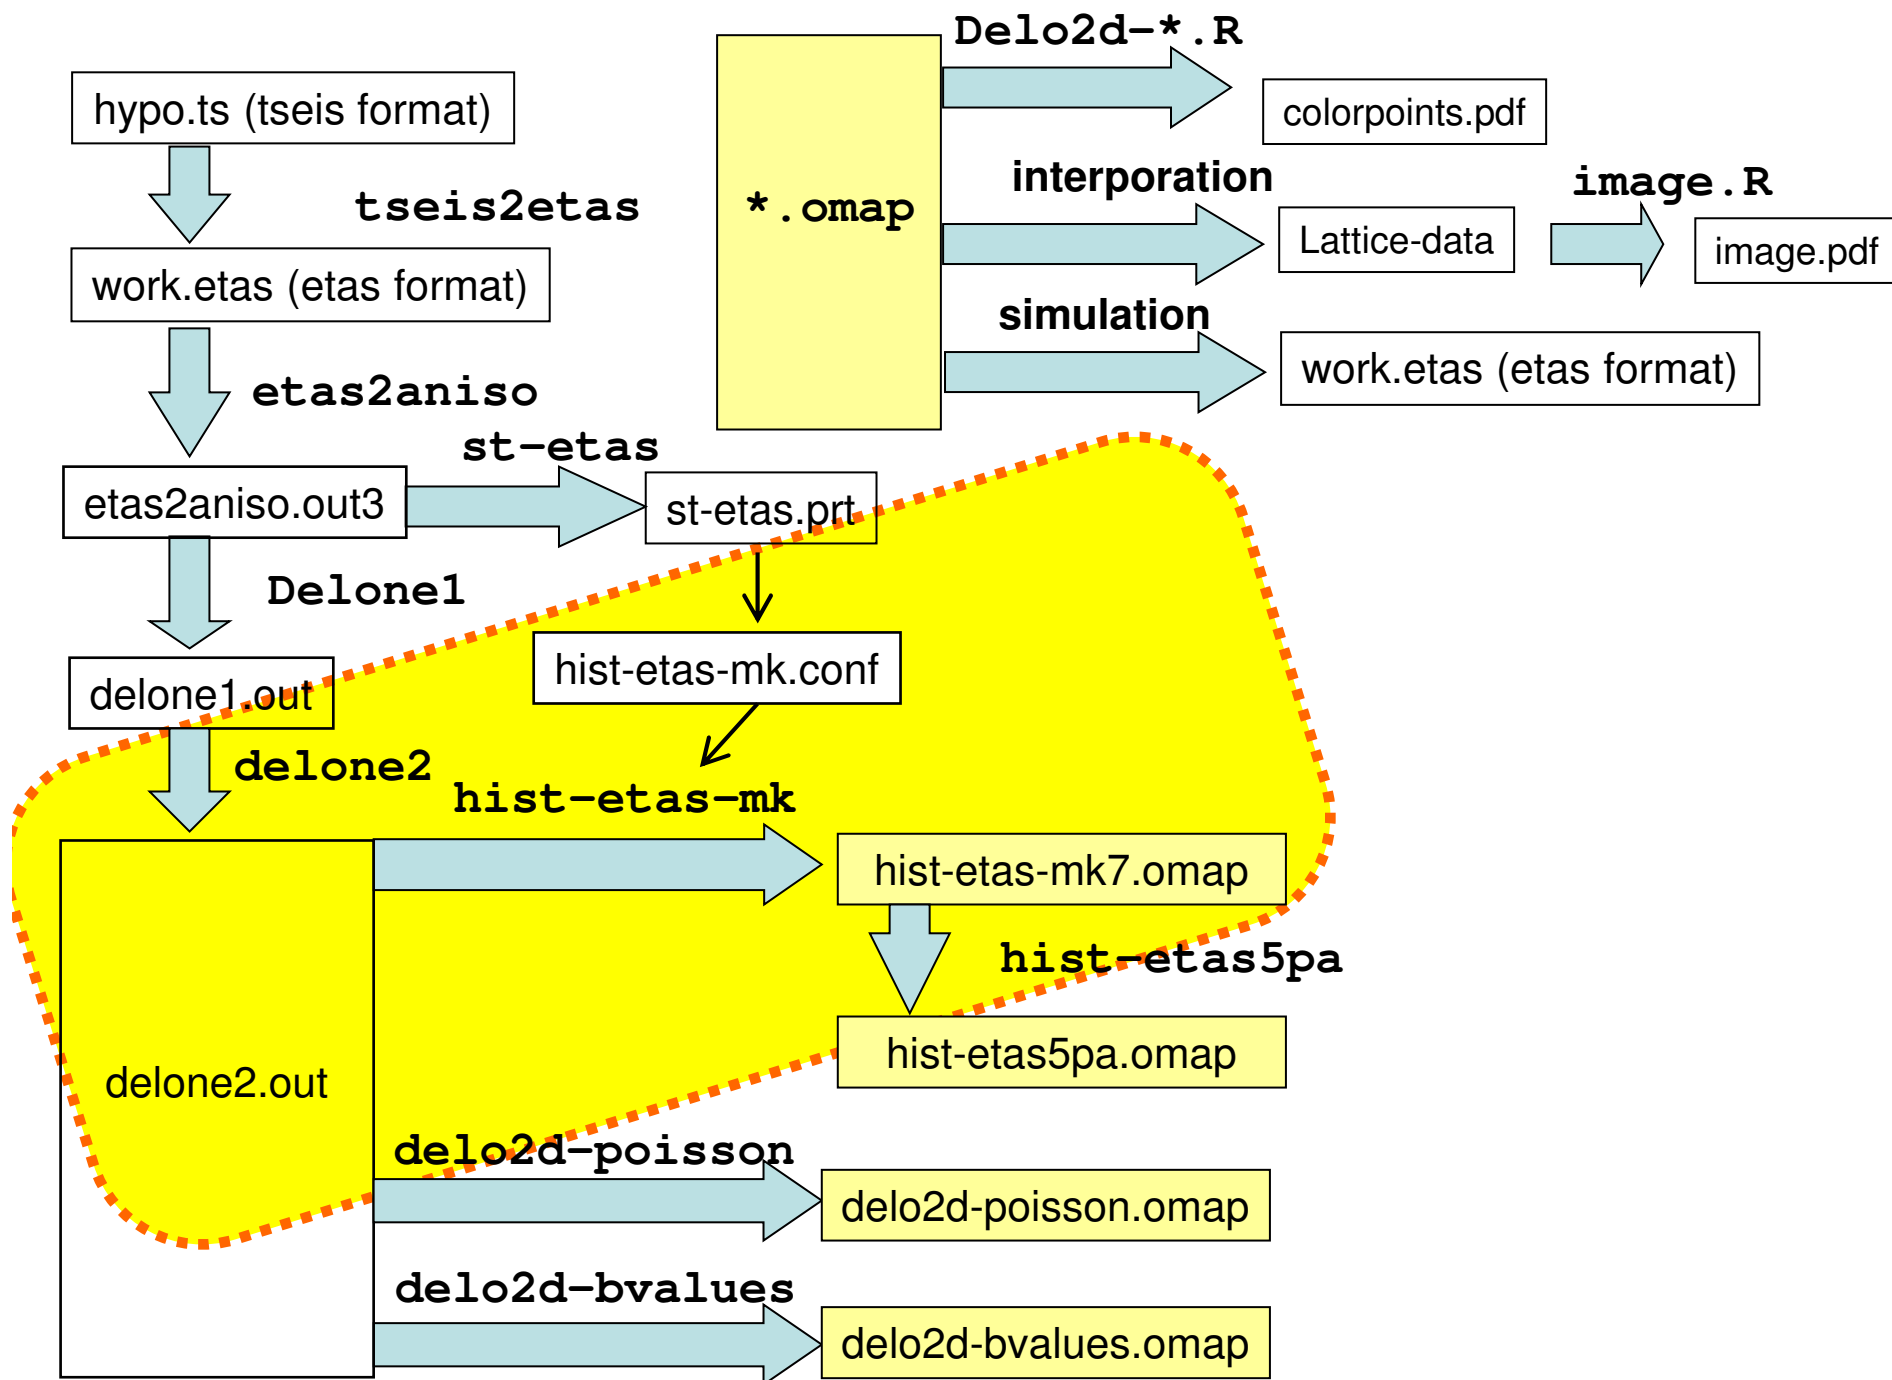 hypo.ts (tseis format)
tseis2etas
work.etas (etas format)
etas2aniso
etas2aniso.out3
st-etas
st-etas.prt
Delone1
delone1.out
hist-etas-mk.conf
delone2
hist-etas-mk
delone2.out
hist-etas-mk7.omap
hist-etas5pa
hist-etas5pa.omap
delo2d-poisson
delo2d-poisson.omap
delo2d-bvalues
delo2d-bvalues.omap
*.omap
Delo2d-*.R
colorpoints.pdf
interporation
Lattice-data
image.R
image.pdf
simulation
work.etas (etas format)